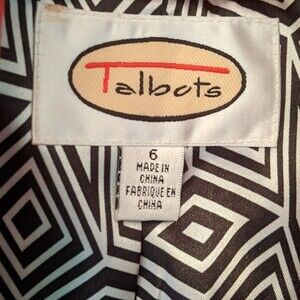 Talbots
6
MADE IN
CHINA
FABRIQUE EN
CHINA